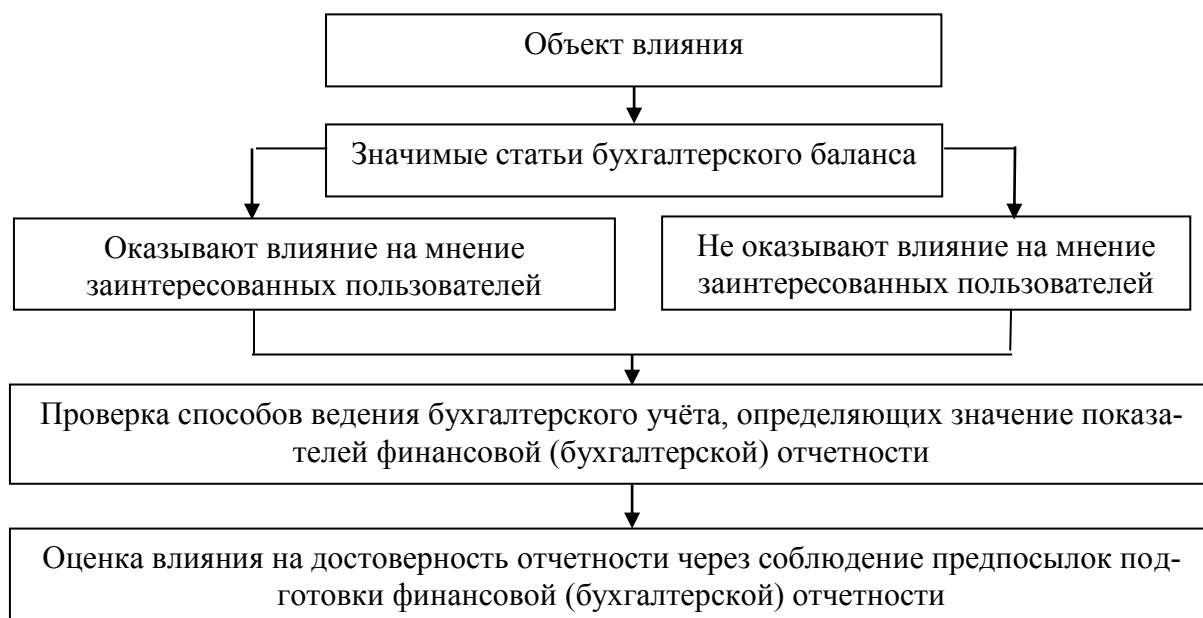 Объект влияния
Значимые статьи бухгалтерского баланса
Оказывают влияние на мнение
заинтересованных пользователей
Не оказывают влияние на мнение
заинтересованных пользователей
Проверка способов ведения бухгалтерского учёта, определяющих значение показа-
телей финансовой (бухгалтерской) отчетности
Оценка влияния на достоверность отчетности через соблюдение предпосылок под-
готовки финансовой (бухгалтерской) отчетности